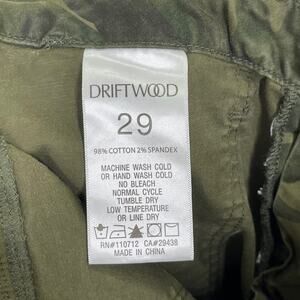 DRIFTWOOD
29
98% COTTON 2% SPANDEX
MACHINE WASH COLD
OR HAND WASH COLD
NO BLEACH
NORMAL CYCLE
TUMBLE DRY
LOW TEMPERATURE
OR LINE DRY
RN#110712 CA#29438
MADE IN CHINA